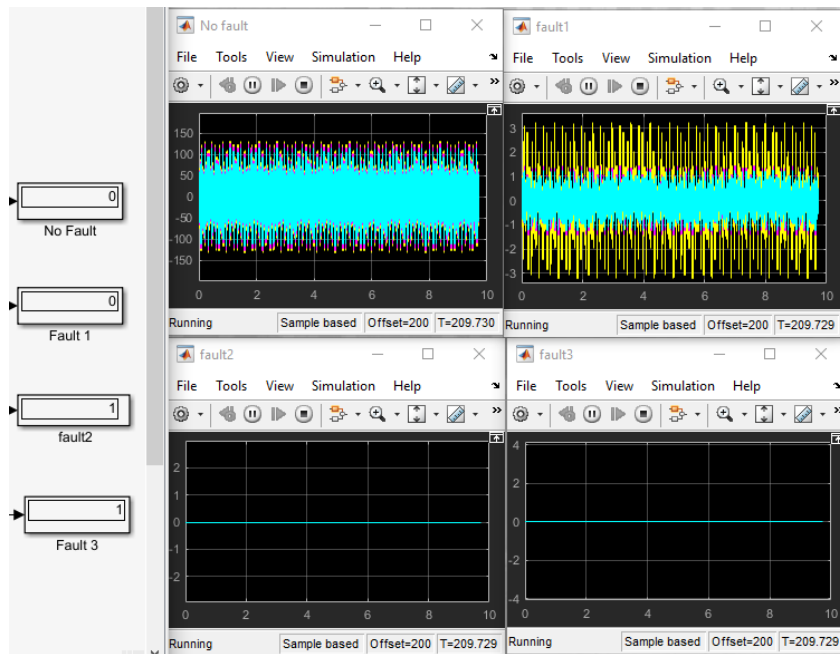 0
No Fault
0
Fault 1
1
fault2
1
Fault 3
No fault
File Tools View Simulation Help
»
150
100
50
0
-50
-100
-150
0 2 4 6 8 10
Running Sample based Offset=200 T=209.730
fault1
File Tools View Simulation Help
»
3
2
1
0
-1
-2
-3
0 2 4 6 8 10
Running Sample based Offset=200 T=209.729
fault2
File Tools View Simulation Help
»
2
1
0
-1
-2
0 2 4 6 8 10
Running Sample based Offset=200 T=209.729
fault3
File Tools View Simulation Help
»
4
2
0
-2
-4
0 2 4 6 8 10
Running Sample based Offset=200 T=209.729